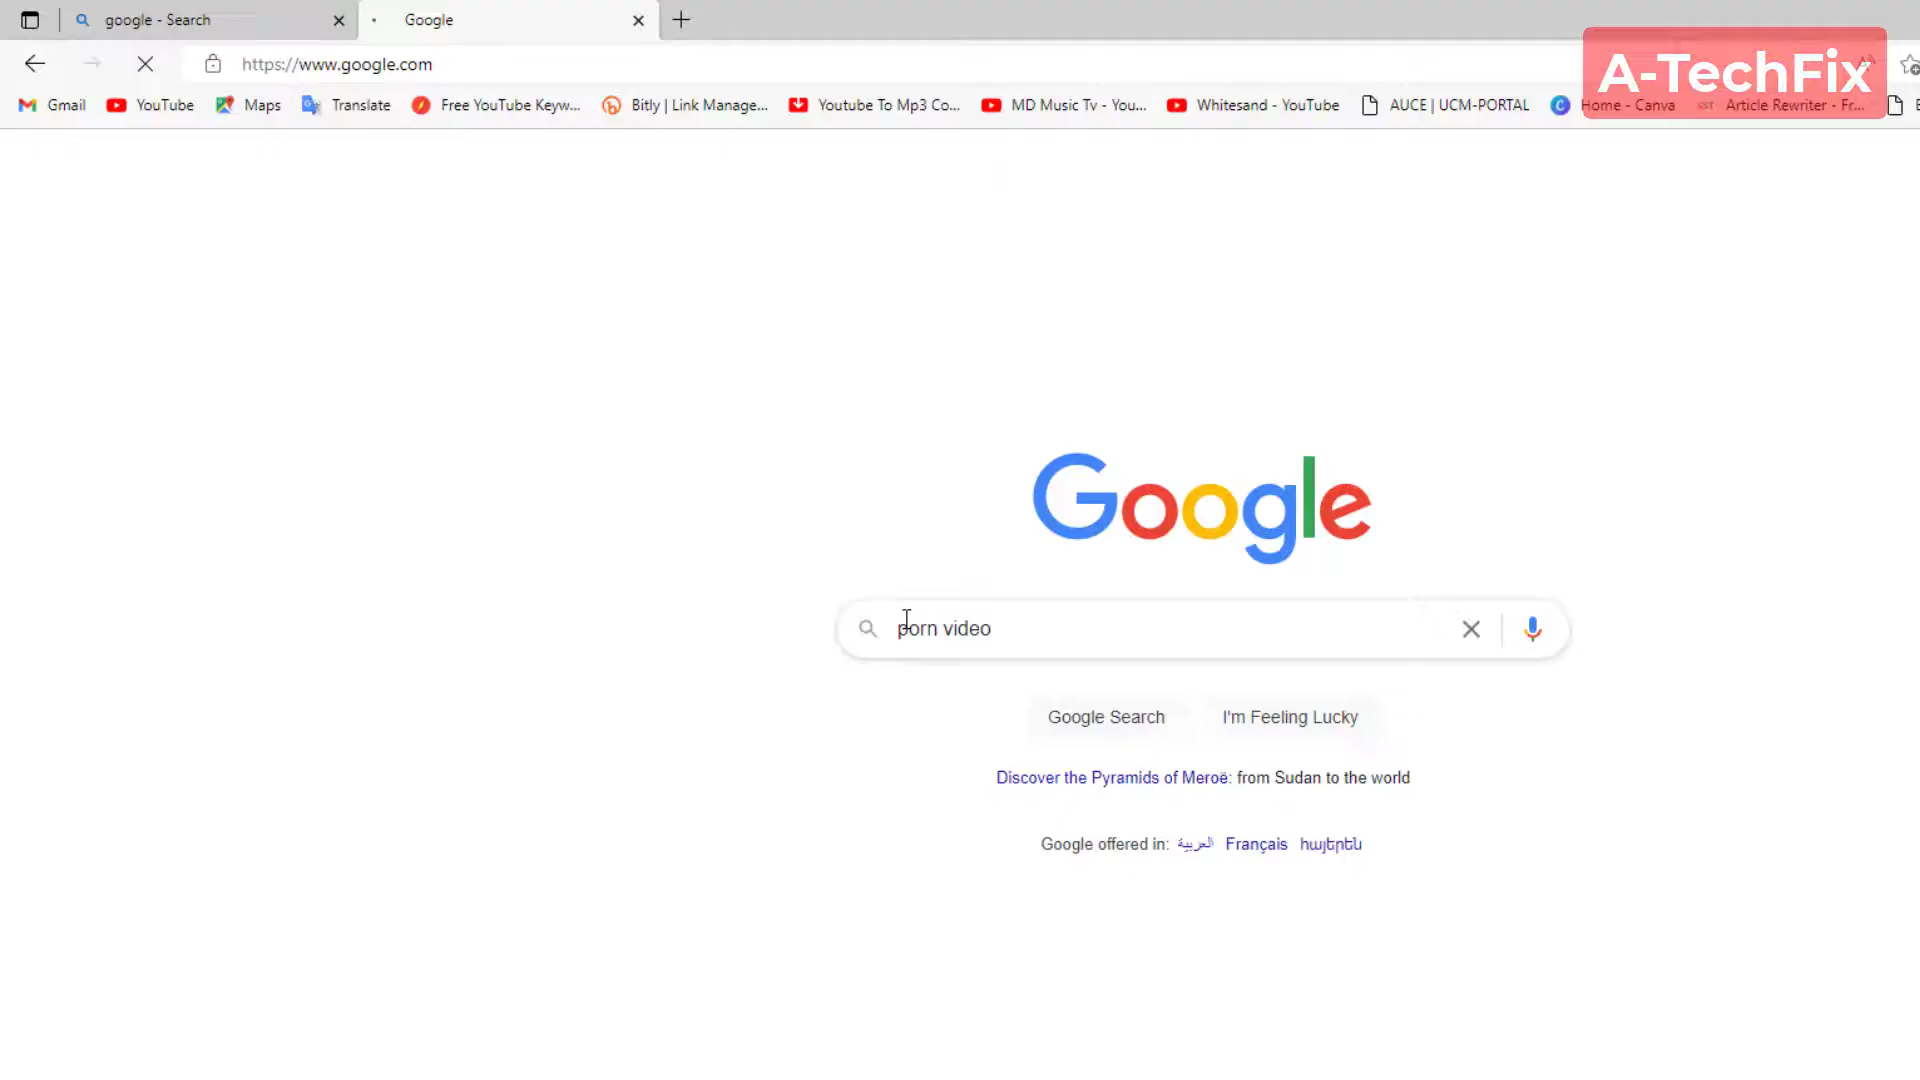 google - Search
Google
https://www.google.com
A-TechFix
Gmail YouTube Maps Translate Free YouTube Keyw... Bitly | Link Manage... Youtube To Mp3 Co... MD Music Tv - You... Whitesand - YouTube AUCE | UCM-PORTAL Home - Canva Article Rewriter - Fr...
Google
porn video
Google Search I'm Feeling Lucky
Discover the Pyramids of Meroë: from Sudan to the world
Google offered in: العربية Français հայերեն